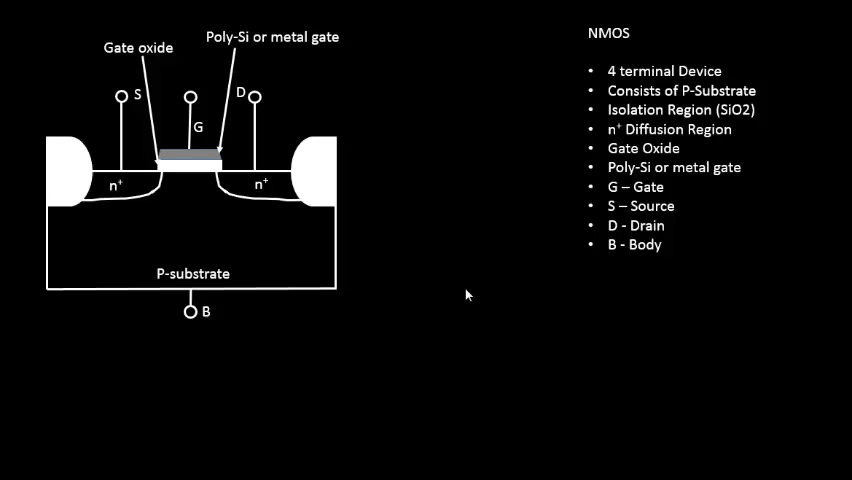 Gate oxide
Poly-Si or metal gate
S
G
D
n⁺
n⁺
P-substrate
B
NMOS
• 4 terminal Device
• Consists of P-Substrate
• Isolation Region (SiO2)
• n⁺ Diffusion Region
• Gate Oxide
• Poly-Si or metal gate
• G – Gate
• S – Source
• D - Drain
• B - Body